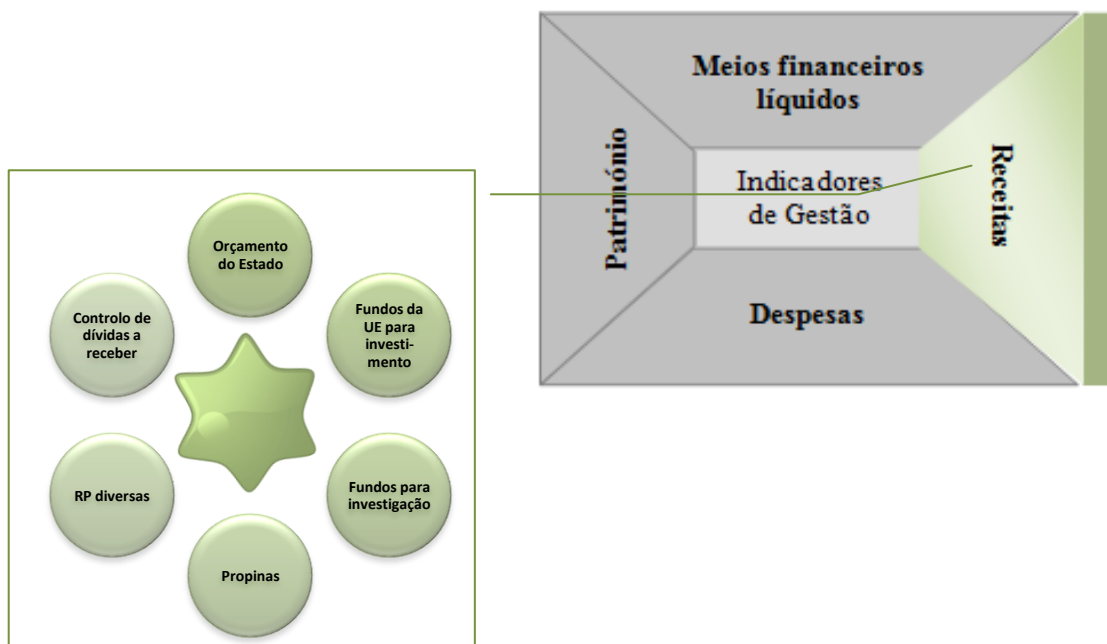 Meios financeiros
líquidos
Património
Indicadores
de Gestão
Receitas
Despesas
Orçamento
do Estado
Controlo de
dívidas a
receber
Fundos da
UE para
investi-
mento
RP diversas
Fundos para
investigação
Propinas